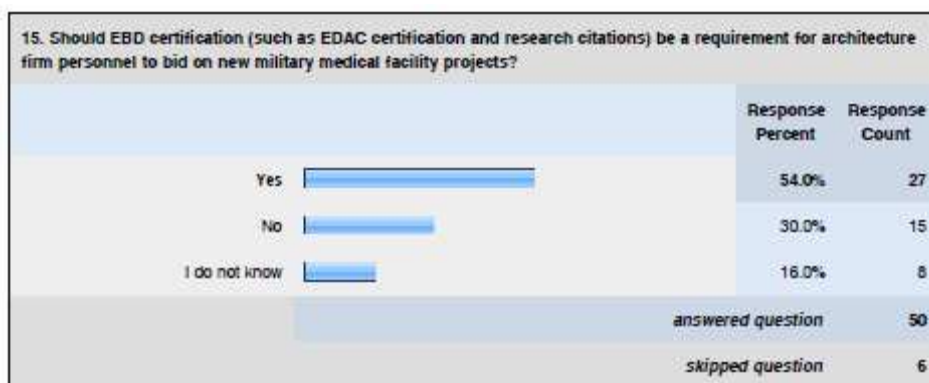 15. Should EBD certification (such as EDAC certification and research citations) be a requirement for architecture
firm personnel to bid on new military medical facility projects?
Response Percent Response Count
Yes 54.0% 27
No 30.0% 15
I do not know 16.0% 8
answered question 50
skipped question 6